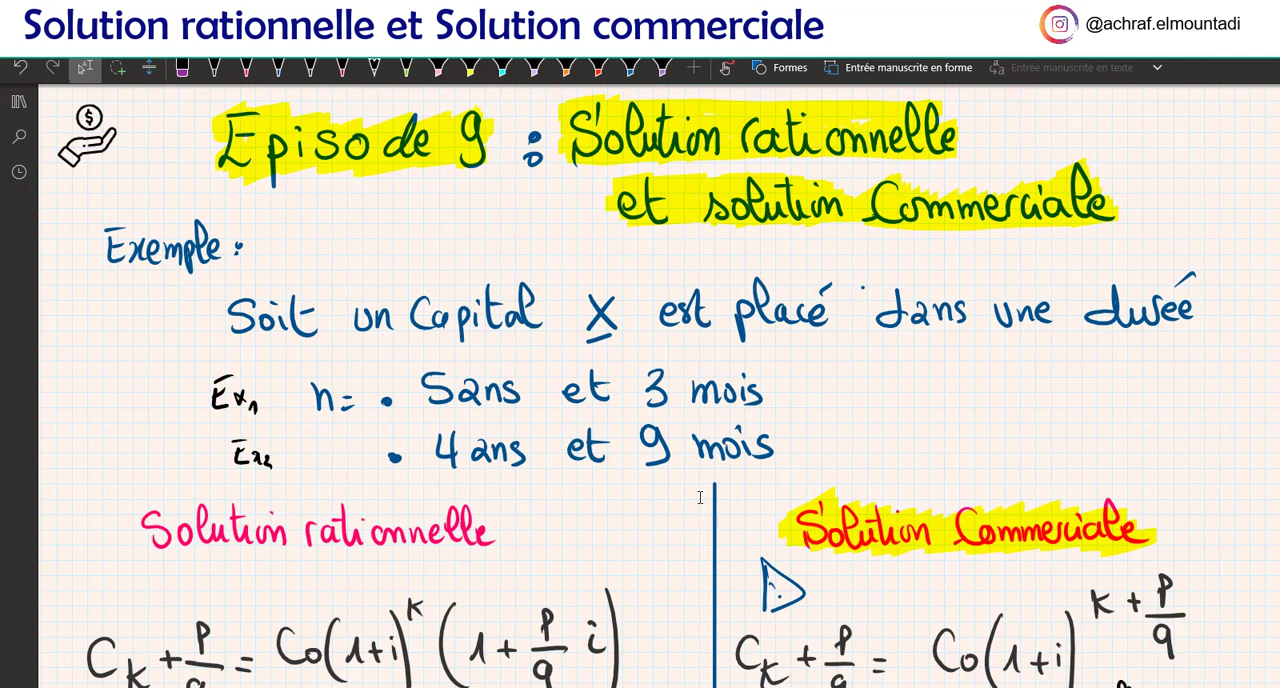 Solution rationnelle et Solution commerciale
@achraf.elmountadi
Formes
Entrée manuscrite en forme
Entrée manuscrite en texte
Episode 9 : Solution rationnelle
et solution Commerciale
Exemple :
Soit un Capital X est placé dans une durée
Ex1 n = • 5ans et 3 mois
Ex2 • 4 ans et 9 mois
Solution rationnelle
Solution Commerciale
C_{K + p/q} = Co(1+i)^K (1 + p/q i)
C_{K + p/q} = Co(1+i)^{K + p/q}